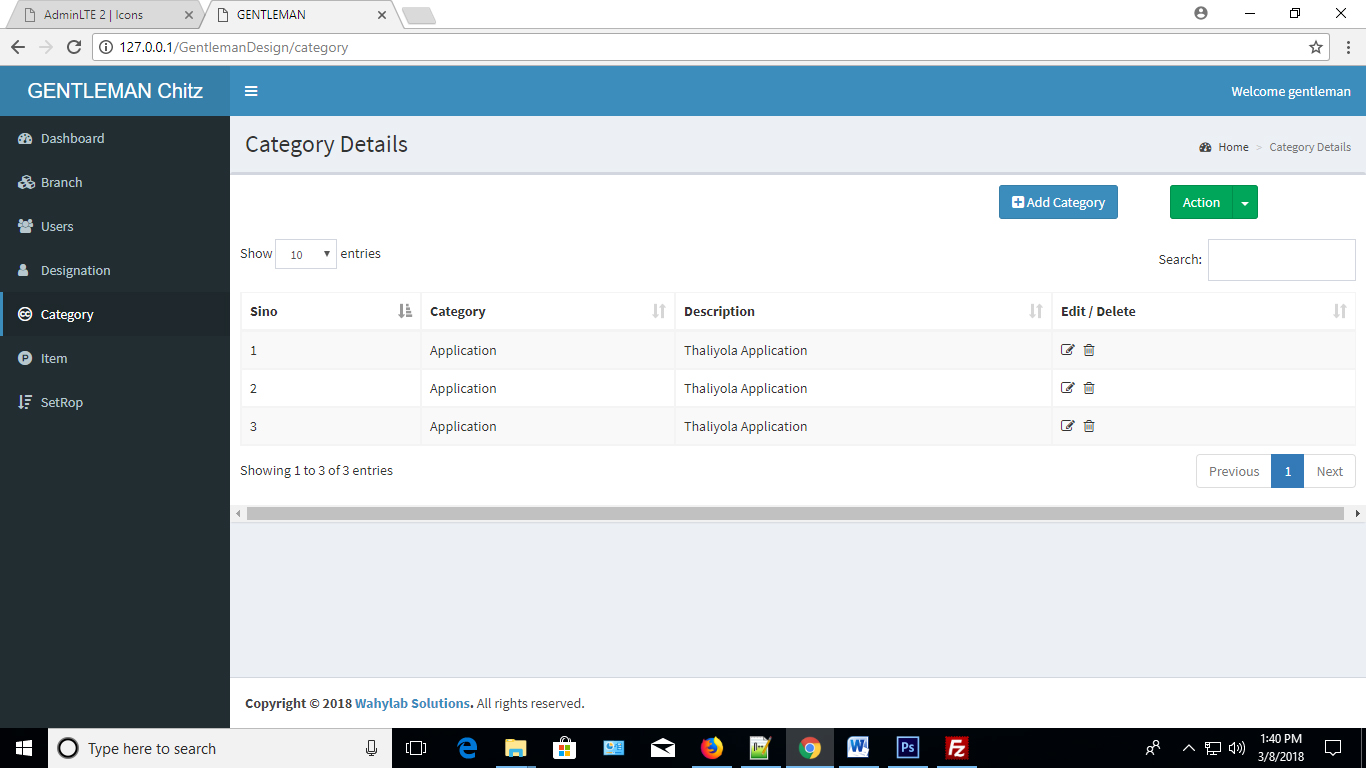 AdminLTE 2 | Icons
GENTLEMAN
127.0.0.1/GentlemanDesign/category
GENTLEMAN Chitz
Welcome gentleman
Dashboard
Branch
Users
Designation
Category
Item
SetRop
Category Details
Home > Category Details
Add Category
Action
Show 10 entries
Search:
Sino Category Description Edit / Delete
1 Application Thaliyola Application
2 Application Thaliyola Application
3 Application Thaliyola Application
Showing 1 to 3 of 3 entries
Previous 1 Next
Copyright © 2018 Wahylab Solutions. All rights reserved.
Type here to search
1:40 PM
3/8/2018